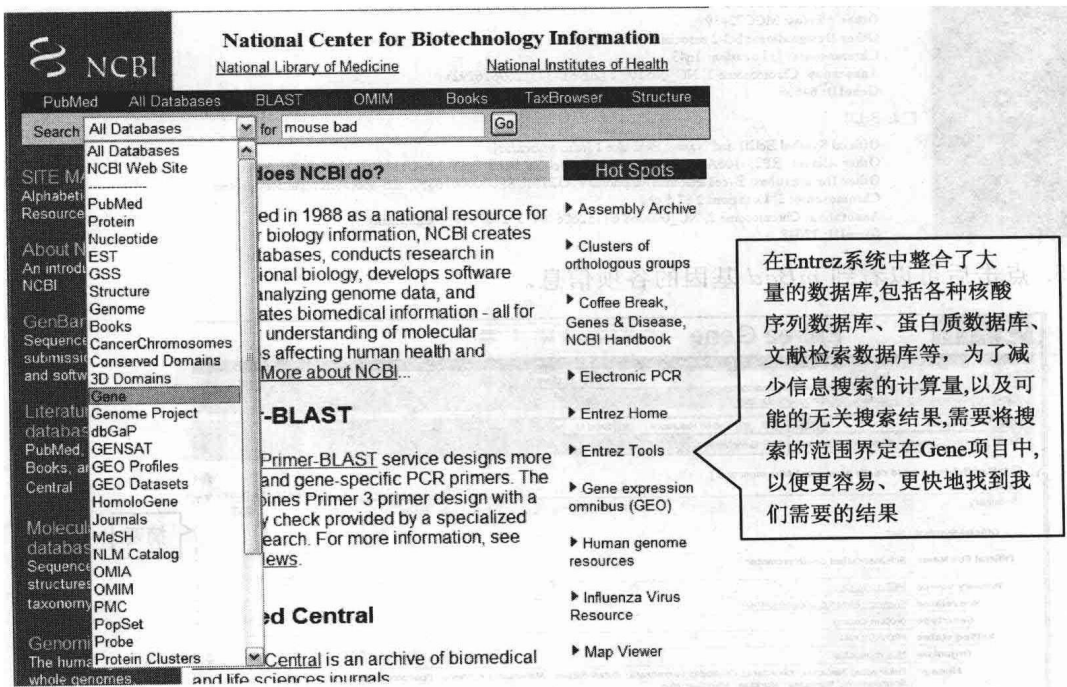 National Center for Biotechnology Information
NCBI
National Library of Medicine National Institutes of Health
PubMed All Databases BLAST OMIM Books TaxBrowser Structure
Search All Databases for mouse bad Go
All Databases
NCBI Web Site
PubMed
Protein
Nucleotide
EST
GSS
Structure
Genome
Books
CancerChromosomes
Conserved Domains
3D Domains
Gene
Genome Project
dbGaP
GENSAT
GEO Profiles
GEO Datasets
HomoloGene
Journals
MeSH
NLM Catalog
OMIA
OMIM
PMC
PopSet
Probe
Protein Clusters
SITE MA
Alphabeti
Resource
About N
An introdu
NCBI
GenBan
Sequence
submissio
and softw
Literatu
databas
PubMed,
Books, an
Central
Molecul
databas
Sequence
structures
taxonomy
Genomi
The huma
whole genomes,
does NCBI do?
ed in 1988 as a national resource for
r biology information, NCBI creates
tabases, conducts research in
ional biology, develops software
analyzing genome data, and
ates biomedical information - all for
r understanding of molecular
s affecting human health and
More about NCBI...
r-BLAST
Primer-BLAST service designs more
and gene-specific PCR primers. The
bines Primer 3 primer design with a
y check provided by a specialized
earch. For more information, see
lews.
ed Central
Central is an archive of biomedical
and life sciences journals
Hot Spots
Assembly Archive
Clusters of
orthologous groups
Coffee Break,
Genes & Disease,
NCBI Handbook
Electronic PCR
Entrez Home
Entrez Tools
Gene expression
omnibus (GEO)
Human genome
resources
Influenza Virus
Resource
Map Viewer
在Entrez系统中整合了大
量的数据库,包括各种核酸
序列数据库、蛋白质数据库、
文献检索数据库等，为了减
少信息搜索的计算量,以及可
能的无关搜索结果,需要将搜
索的范围界定在Gene项目中,
以便更容易、更快地找到我
们需要的结果